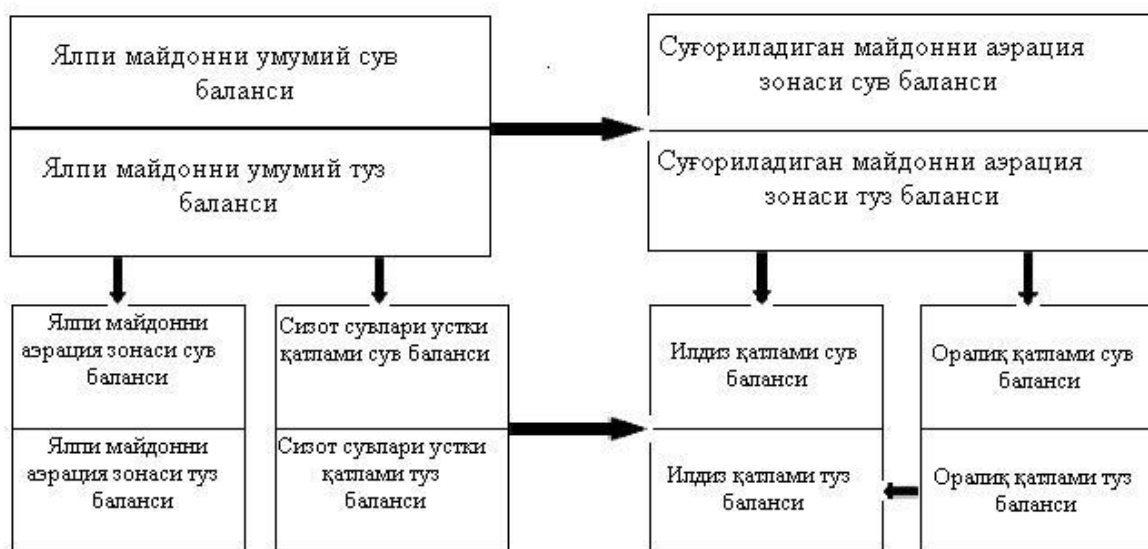 Ялпи майдонни умумий сув
баланси
Ялпи майдонни умумий туз
баланси
Суғориладиган майдонни аэрация
зонаси сув баланси
Суғориладиган майдонни аэрация
зонаси туз баланси
Ялпи майдонни
аэрация зонаси сув
баланси
Ялпи майдонни
аэрация зонаси туз
баланси
Сизот сувлари устки
қатлами сув баланси
Сизот сувлари устки
қатлами туз
баланси
Илдиз қатлами сув
баланси
Илдиз қатлами туз
баланси
Оралиқ қатлами сув
баланси
Оралиқ қатлами туз
баланси